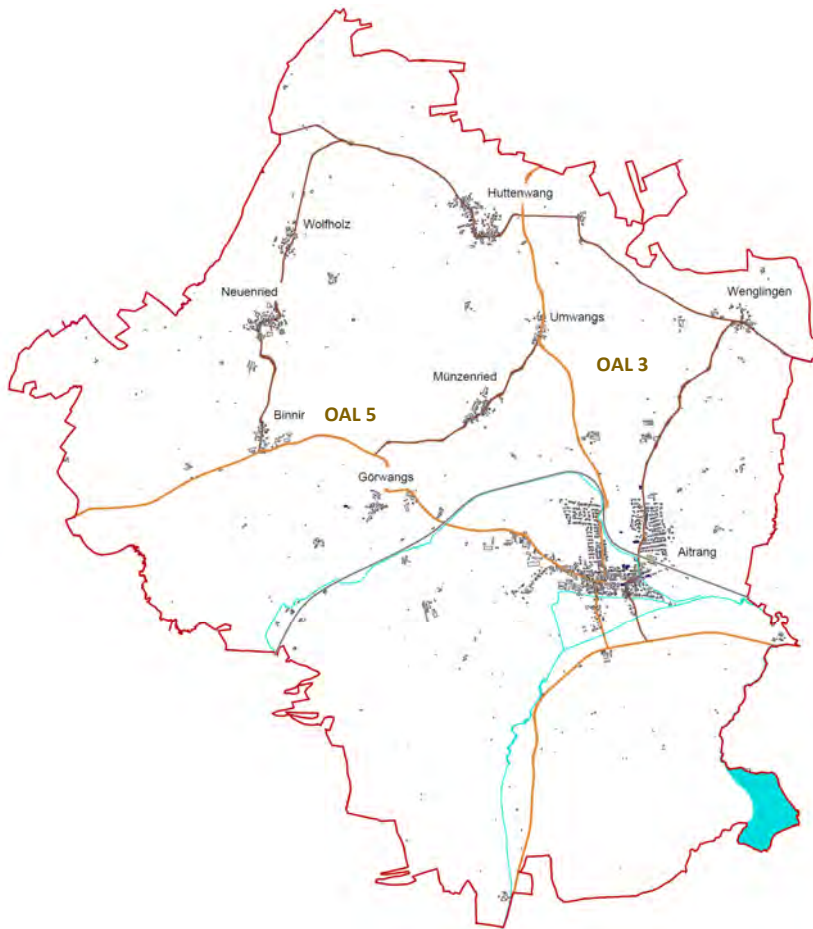 Huttenwang
Wolfholz
Neuenried
Wenglingen
Umwangs
OAL 3
Münzenried
Binnir
OAL 5
Görwangs
Aitrang